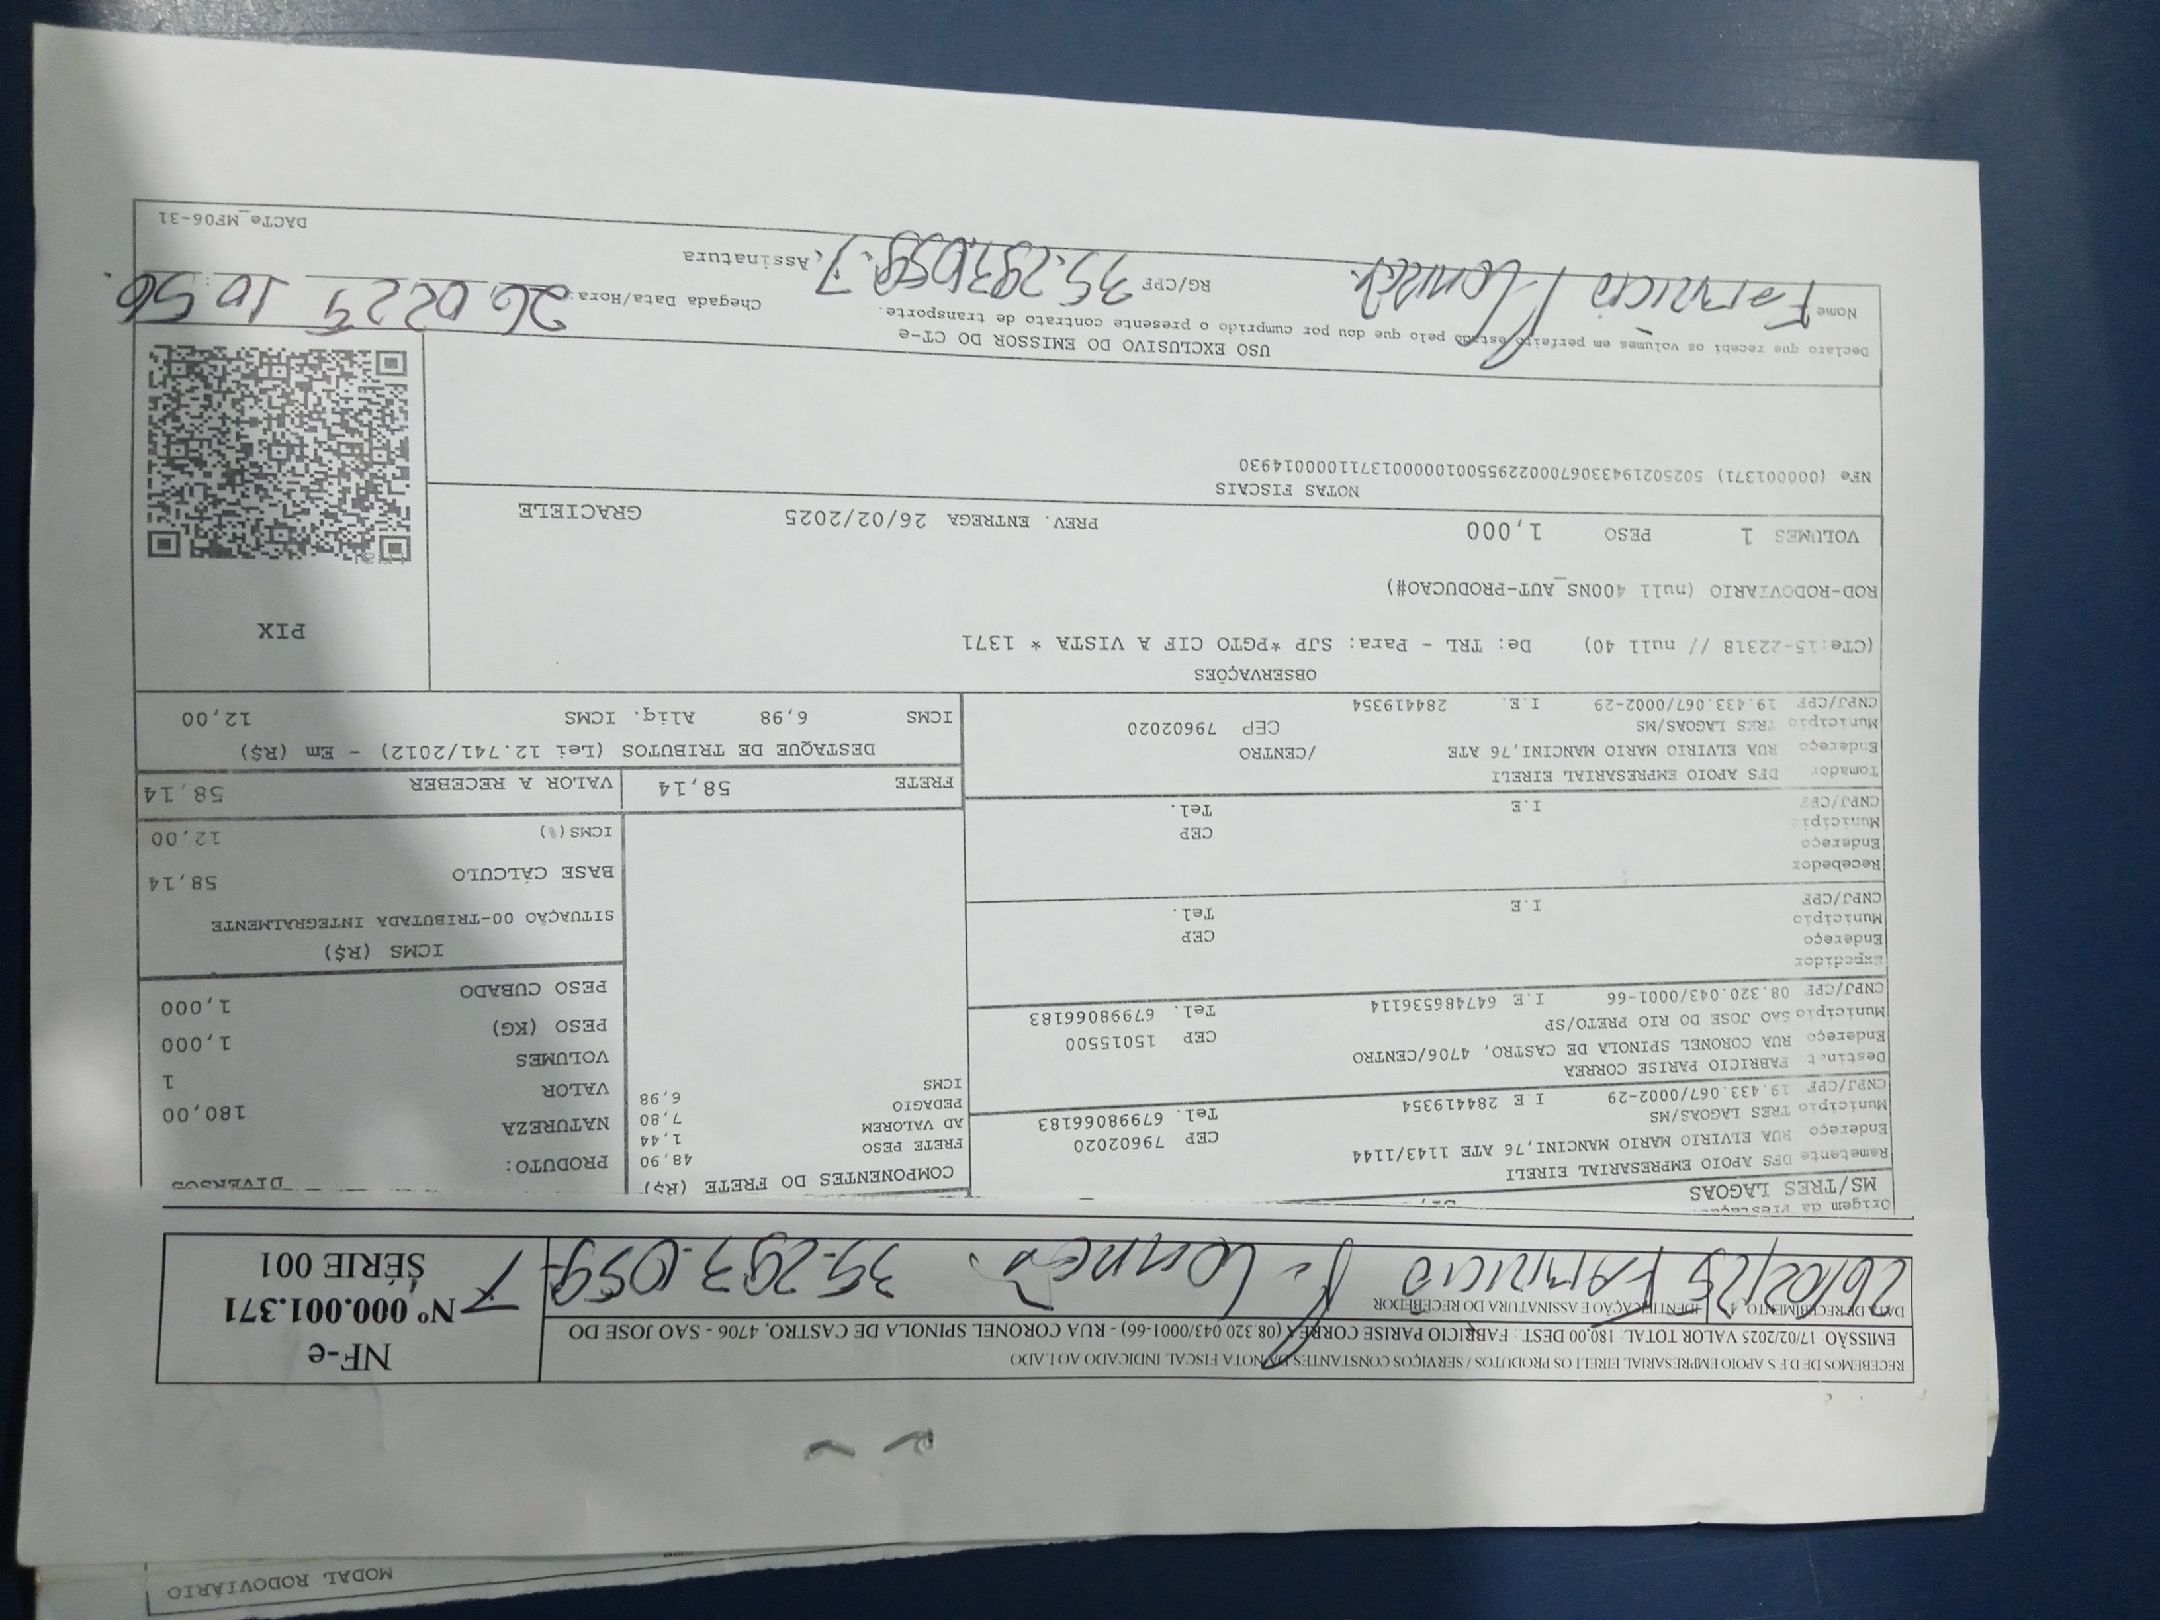 MODAL RODOVIÁRIO
RECEBEMOS DE D F S APOIO EMPRESARIAL EIRELI OS PRODUTOS / SERVIÇOS CONSTANTES DA NOTA FISCAL INDICADO AO LADO
EMISSÃO: 17/02/2025 VALOR TOTAL: 180,00 DEST.: FABRICIO PARISE CORREA (08.320.043/0001-66) - RUA CORONEL SPINOLA DE CASTRO, 4706 - SAO JOSE DO
NF-e
Nº 000.001.371
SÉRIE 001
DATA DE RECEBIMENTO
IDENTIFICAÇÃO E ASSINATURA DO RECEBEDOR
26/02/25 Fabricio P. Correa. 35.293.059-7
Origem da Prestação
MS/TRES LAGOAS
Remetente DFS APOIO EMPRESARIAL EIRELI
Endereço RUA ELVIRIO MARIO MANCINI,76 ATE 1143/1144
Município TRES LAGOAS/MS CEP 79602020
CNPJ/CPF 19.433.067/0002-29 I.E 284419354 Tel. 67998066183
Destinat. FABRICIO PARISE CORREA
Endereço RUA CORONEL SPINOLA DE CASTRO, 4706/CENTRO
Município SAO JOSE DO RIO PRETO/SP CEP 15015500
CNPJ/CPF 08.320.043/0001-66 I.E 647486536114 Tel. 67998066183
Expedidor
Endereço
Município CEP
CNPJ/CPF I.E Tel.
Recebedor
Endereço
Município CEP
CNPJ/CPF I.E Tel.
Tomador DFS APOIO EMPRESARIAL EIRELI
Endereço RUA ELVIRIO MARIO MANCINI,76 ATE /CENTRO
Município TRES LAGOAS/MS CEP 79602020
CNPJ/CPF 19.433.067/0002-29 I.E. 284419354
COMPONENTES DO FRETE (R$)
FRETE PESO 48,90
AD VALOREM 1,44
PEDAGIO 7,80
ICMS 6,98
PRODUTO: DIVERSOS
NATUREZA
VALOR 180,00
VOLUMES 1
PESO (KG) 1,000
PESO CUBADO 1,000
ICMS (R$)
SITUAÇÃO 00-TRIBUTADA INTEGRALMENTE
BASE CÁLCULO 58,14
ICMS(%) 12,00
FRETE 58,14 VALOR A RECEBER 58,14
DESTAQUE DE TRIBUTOS (Lei 12.741/2012) - Em (R$)
ICMS 6,98 Aliq. ICMS 12,00
OBSERVAÇÕES
(CTe:15-22318 // null 40) De: TRL - Para: SJP *PGTO CIF A VISTA * 1371
ROD-RODOVIARIO (null 400NS_AUT-PRODUCAO#)
PIX
VOLUMES 1 PESO 1,000 PREV. ENTREGA 26/02/2025 GRACIELE
NOTAS FISCAIS
NFe (000001371) 50250219433067000229550010000013711100014930
USO EXCLUSIVO DO EMISSOR DO CT-e
Declaro que recebi os volumes em perfeito estado pelo que dou por cumprido o presente contrato de transporte.
Chegada Data/Hora: 26 02 25 10:56
Nome Fabricio P. Correa. RG/CPF 35.293.059-7. Assinatura
DACTe_MF06-31